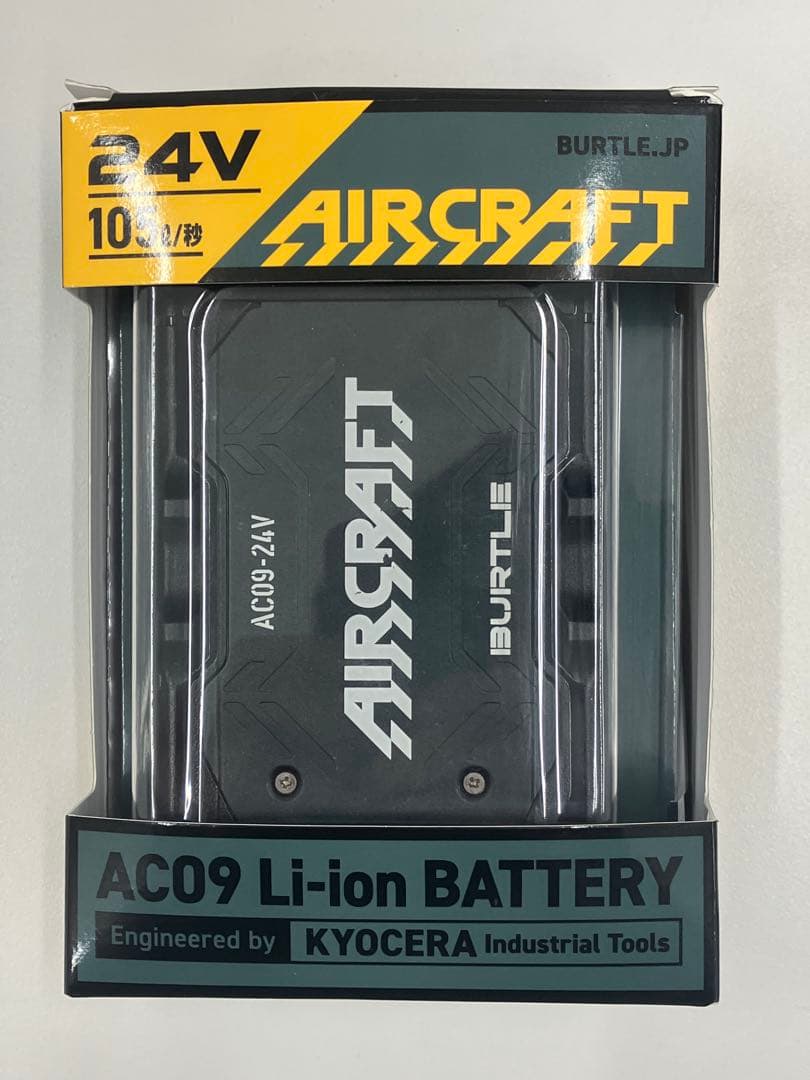 24V
BURTLE.JP
105ℓ/秒
AIRCRAFT
AC09-24V
AIRCRAFT
BURTLE
AC09 Li-ion BATTERY
Engineered by KYOCERA Industrial Tools